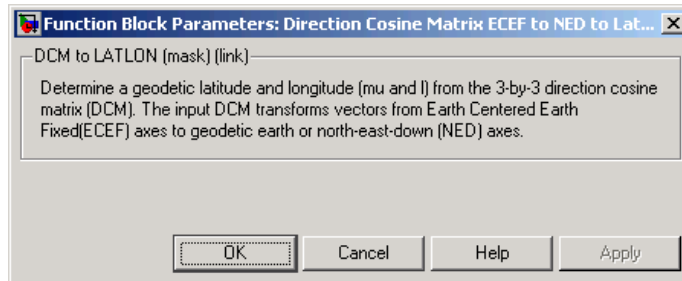 Function Block Parameters: Direction Cosine Matrix ECEF to NED to Lat...
DCM to LATLON (mask) (link)
Determine a geodetic latitude and longitude (mu and l) from the 3-by-3 direction cosine
matrix (DCM). The input DCM transforms vectors from Earth Centered Earth
Fixed(ECEF) axes to geodetic earth or north-east-down (NED) axes.
OK Cancel Help Apply